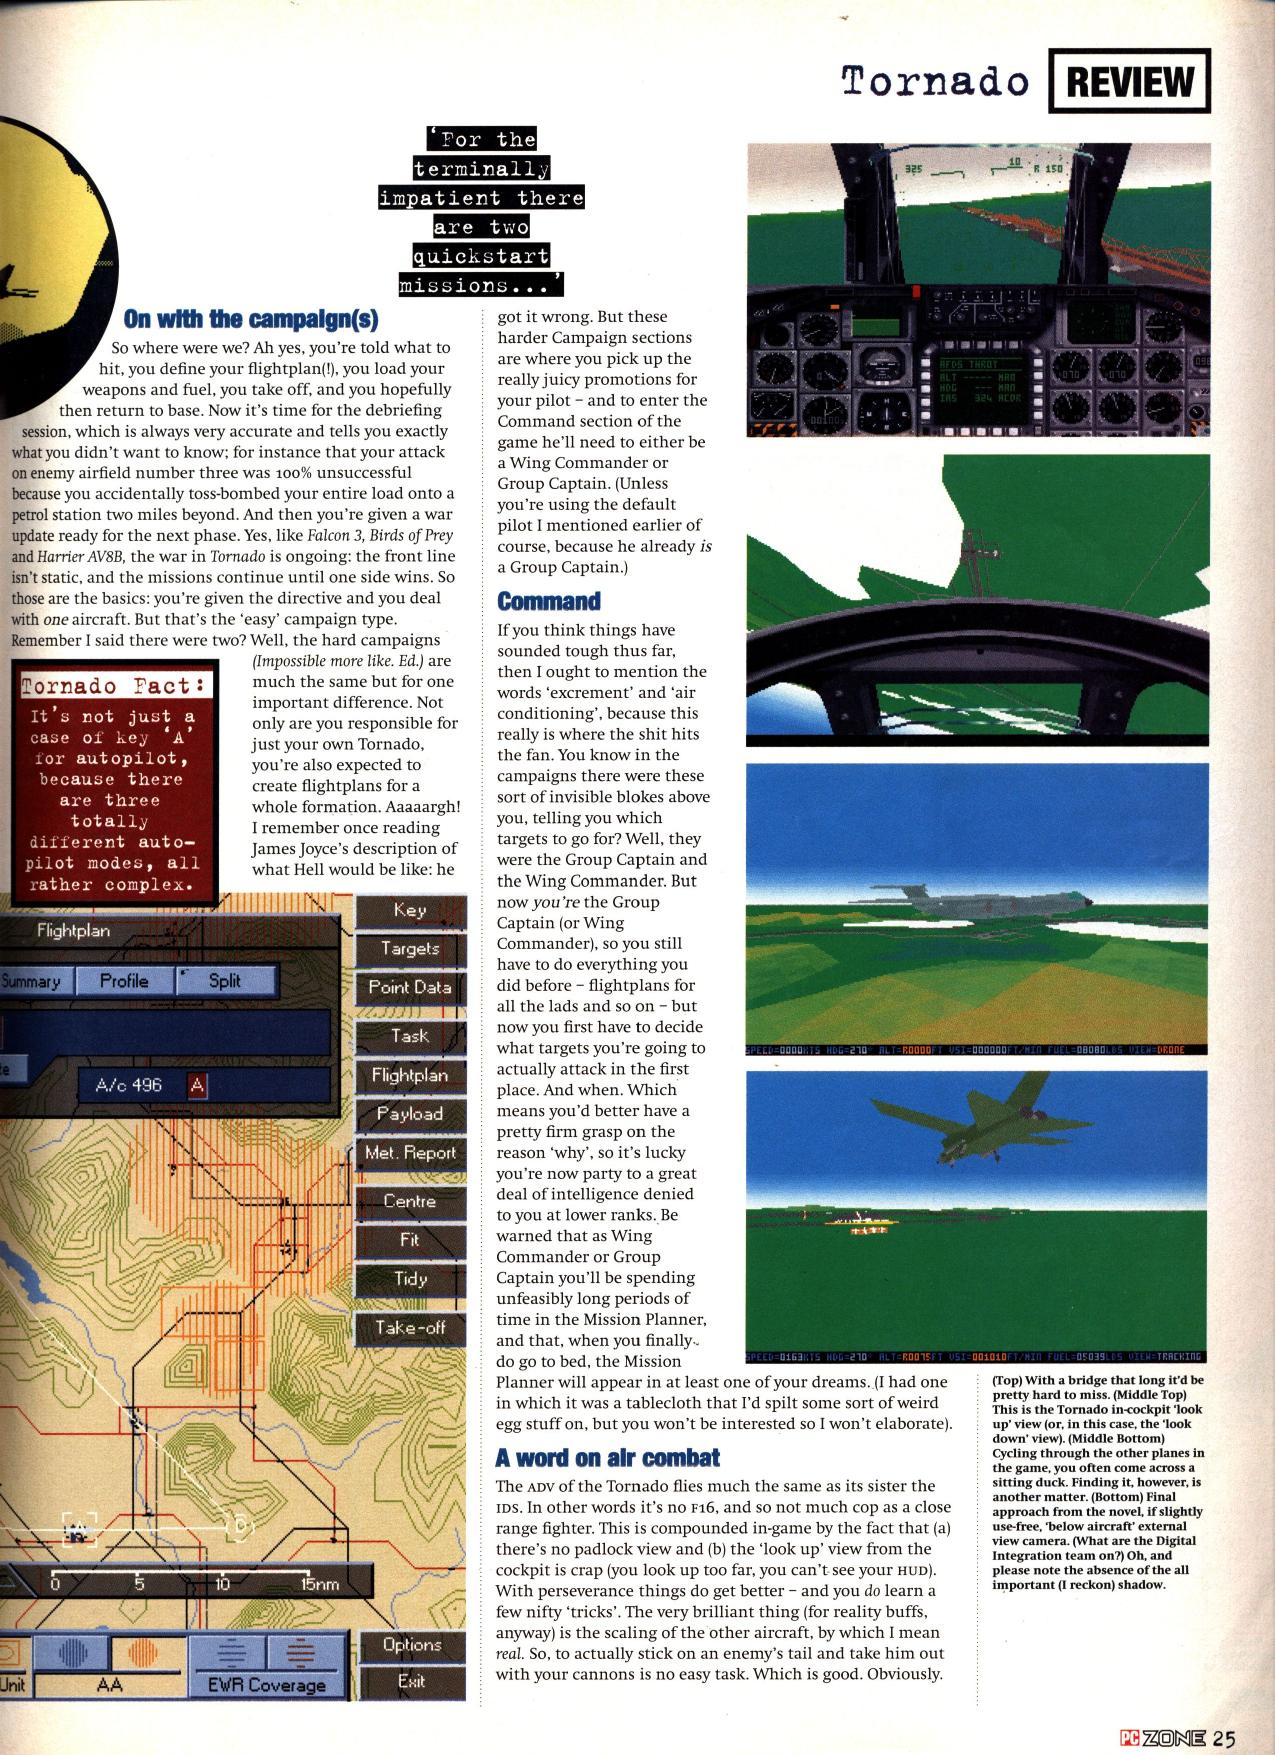 Tornado REVIEW
'For the
terminally
impatient there
are two
quickstart
missions...'
On with the campaign(s)
So where were we? Ah yes, you're told what to
hit, you define your flightplan(!), you load your
weapons and fuel, you take off, and you hopefully
then return to base. Now it's time for the debriefing
session, which is always very accurate and tells you exactly
what you didn't want to know; for instance that your attack
on enemy airfield number three was 100% unsuccessful
because you accidentally toss-bombed your entire load onto a
petrol station two miles beyond. And then you're given a war
update ready for the next phase. Yes, like Falcon 3, Birds of Prey
and Harrier AV8B, the war in Tornado is ongoing: the front line
isn't static, and the missions continue until one side wins. So
those are the basics: you're given the directive and you deal
with one aircraft. But that's the 'easy' campaign type.
Remember I said there were two? Well, the hard campaigns
(Impossible more like. Ed.) are
much the same but for one
important difference. Not
only are you responsible for
just your own Tornado,
you're also expected to
create flightplans for a
whole formation. Aaaaargh!
I remember once reading
James Joyce's description of
what Hell would be like: he
Tornado Fact:
It's not just a
case of key 'A'
for autopilot,
because there
are three
totally
different auto-
pilot modes, all
rather complex.
Flightplan
Summary Profile Split
A/c 496 A
Key
Targets
Point Data
Task
Flightplan
Payload
Met. Report
Centre
Fit
Tidy
Take-off
0 5 10 15nm
Unit AA EWR Coverage
Options
Exit
got it wrong. But these
harder Campaign sections
are where you pick up the
really juicy promotions for
your pilot – and to enter the
Command section of the
game he'll need to either be
a Wing Commander or
Group Captain. (Unless
you're using the default
pilot I mentioned earlier of
course, because he already is
a Group Captain.)
Command
If you think things have
sounded tough thus far,
then I ought to mention the
words 'excrement' and 'air
conditioning', because this
really is where the shit hits
the fan. You know in the
campaigns there were these
sort of invisible blokes above
you, telling you which
targets to go for? Well, they
were the Group Captain and
the Wing Commander. But
now you're the Group
Captain (or Wing
Commander), so you still
have to do everything you
did before – flightplans for
all the lads and so on – but
now you first have to decide
what targets you're going to
actually attack in the first
place. And when. Which
means you'd better have a
pretty firm grasp on the
reason 'why', so it's lucky
you're now party to a great
deal of intelligence denied
to you at lower ranks. Be
warned that as Wing
Commander or Group
Captain you'll be spending
unfeasibly long periods of
time in the Mission Planner,
and that, when you finally
do go to bed, the Mission
Planner will appear in at least one of your dreams. (I had one
in which it was a tablecloth that I'd spilt some sort of weird
egg stuff on, but you won't be interested so I won't elaborate).
A word on air combat
The ADV of the Tornado flies much the same as its sister the
IDS. In other words it's no F16, and so not much cop as a close
range fighter. This is compounded in-game by the fact that (a)
there's no padlock view and (b) the 'look up' view from the
cockpit is crap (you look up too far, you can't see your HUD).
With perseverance things do get better – and you do learn a
few nifty 'tricks'. The very brilliant thing (for reality buffs,
anyway) is the scaling of the other aircraft, by which I mean
real. So, to actually stick on an enemy's tail and take him out
with your cannons is no easy task. Which is good. Obviously.
325 10 R 150
AFDS THROT
ALT ---- MAN
HDG --- MAN
IAS 324 ACQR
SPEED=0000KTS HDG=270° ALT=R0000FT VSI=000000FT/MIN FUEL=08080LBS VIEW=DRONE
SPEED=0163KTS HDG=270° ALT=R0075FT VSI=001010FT/MIN FUEL=05039LBS VIEW=TRACKING
(Top) With a bridge that long it'd be
pretty hard to miss. (Middle Top)
This is the Tornado in-cockpit 'look
up' view (or, in this case, the 'look
down' view). (Middle Bottom)
Cycling through the other planes in
the game, you often come across a
sitting duck. Finding it, however, is
another matter. (Bottom) Final
approach from the novel, if slightly
use-free, 'below aircraft' external
view camera. (What are the Digital
Integration team on?) Oh, and
please note the absence of the all
important (I reckon) shadow.
PC ZONE 25